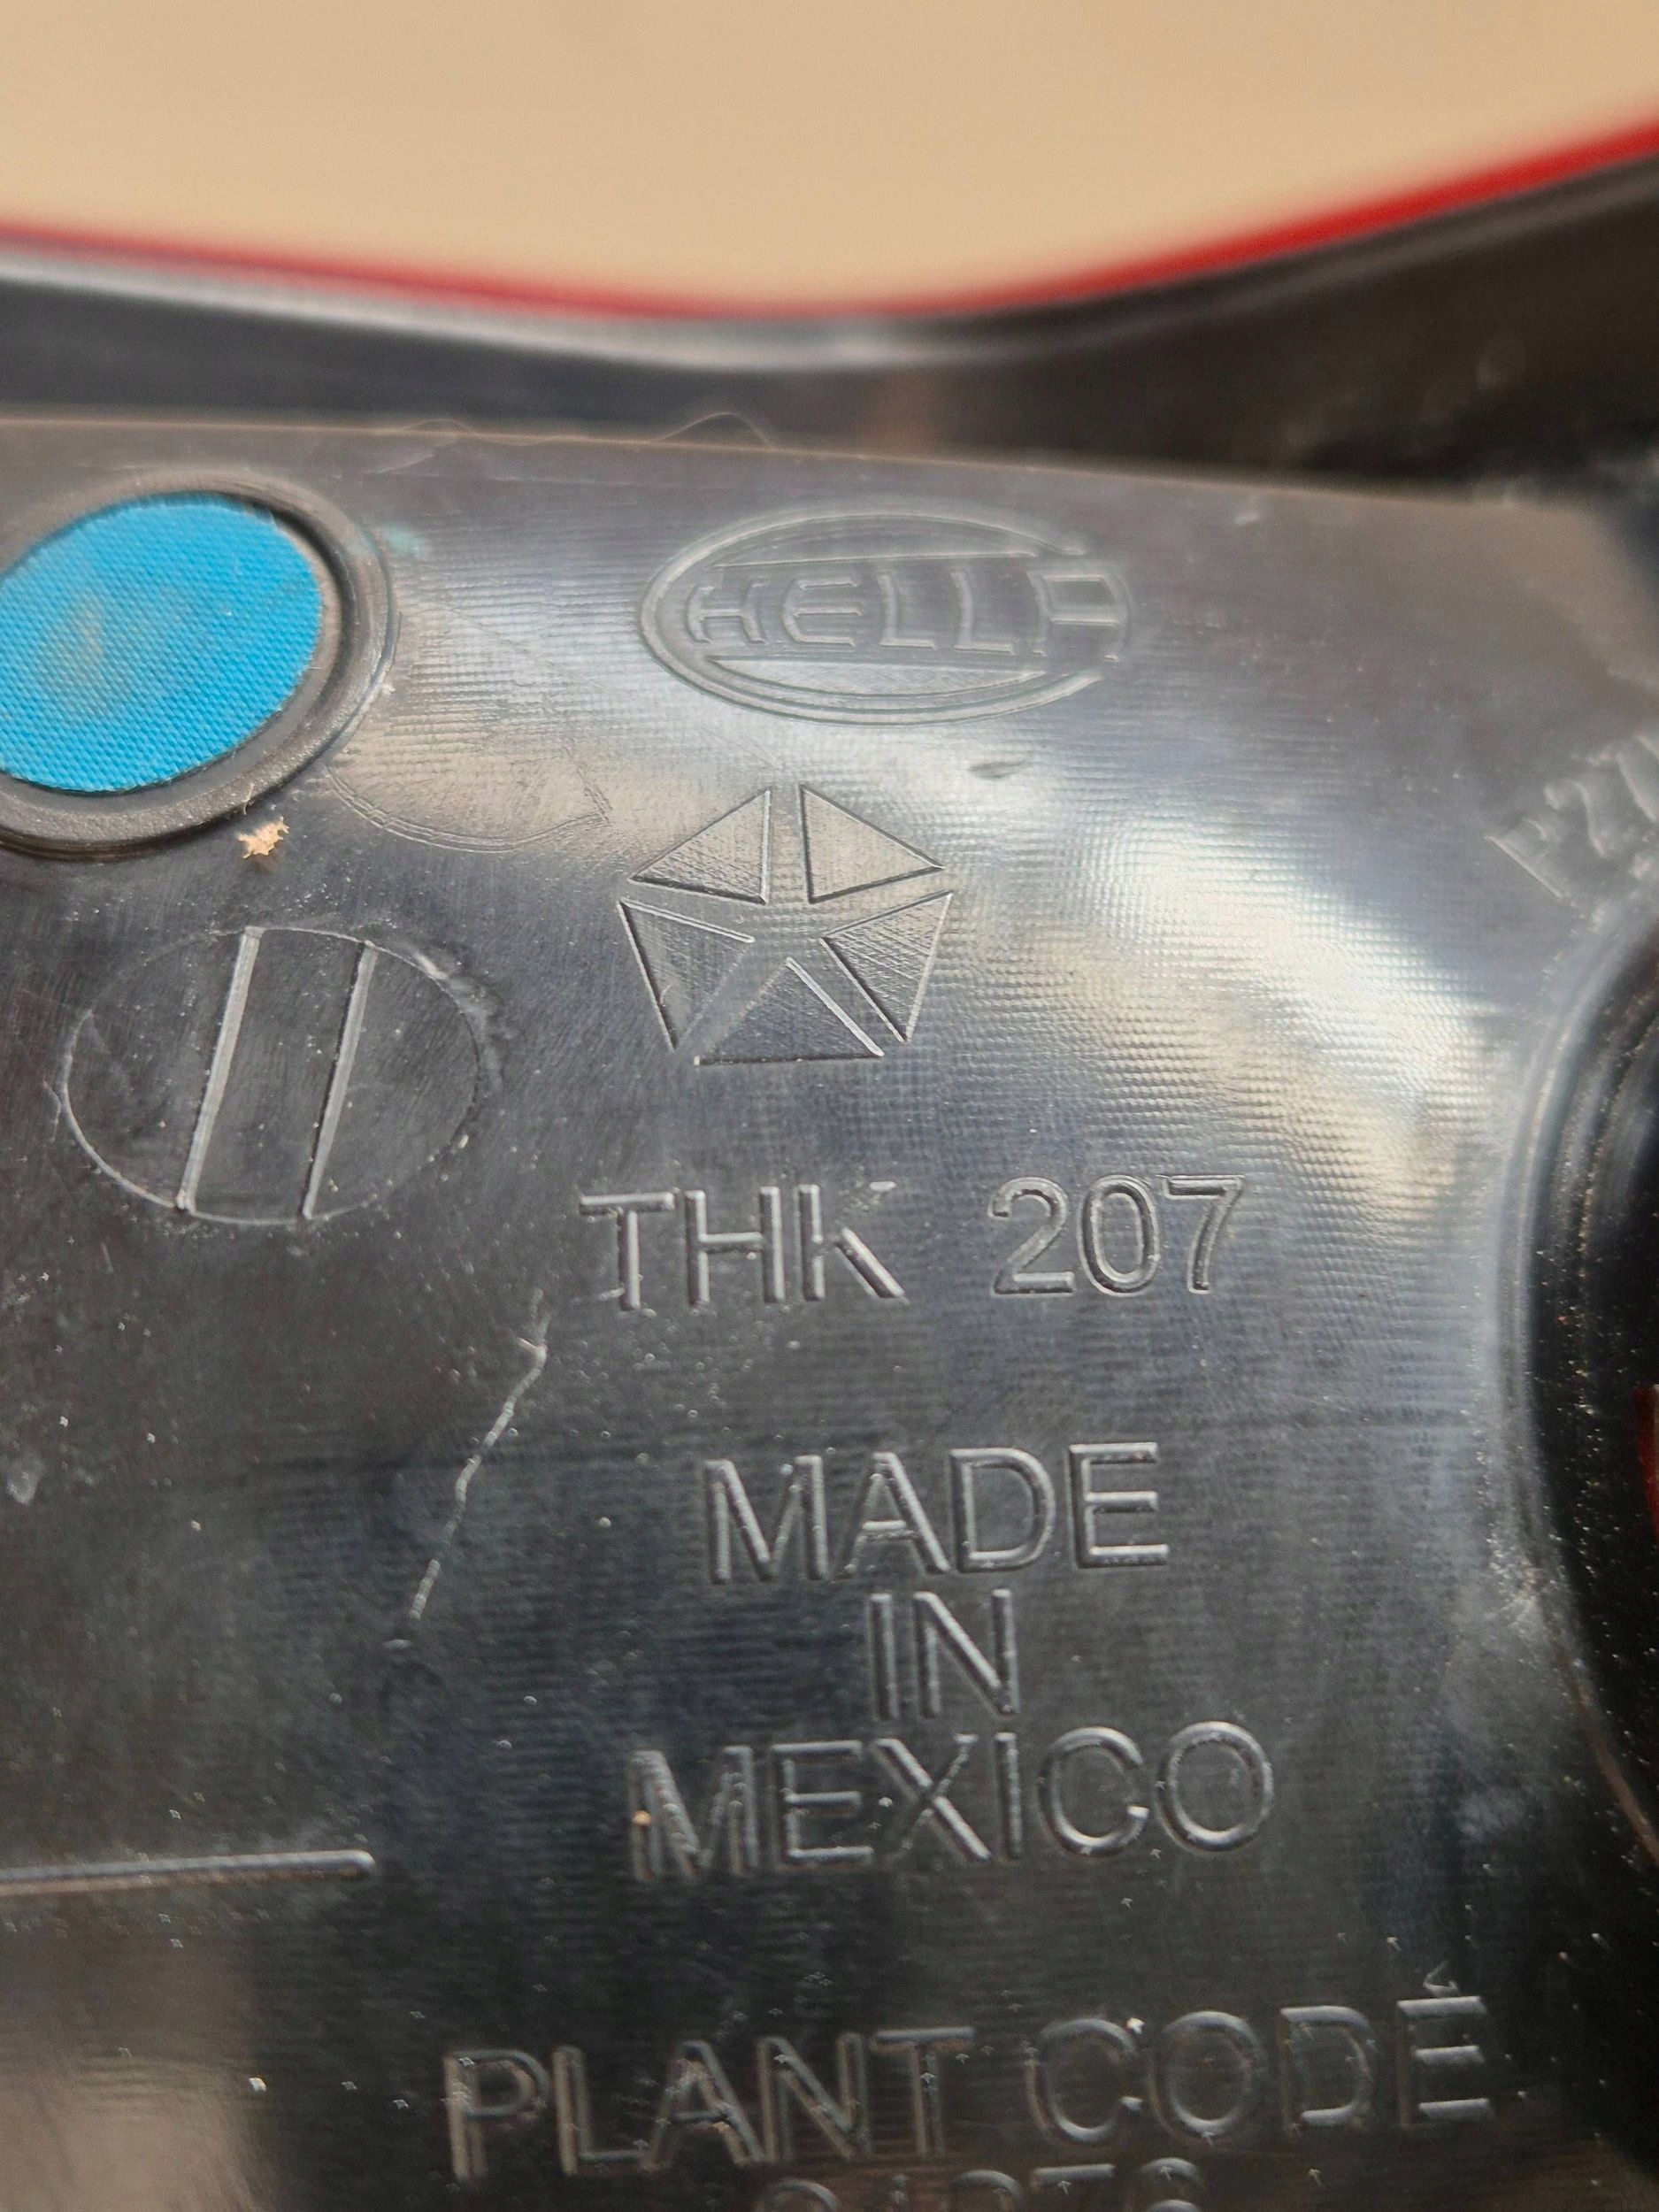 HELLA
THK 207
MADE
IN
MEXICO
PLANT CODE